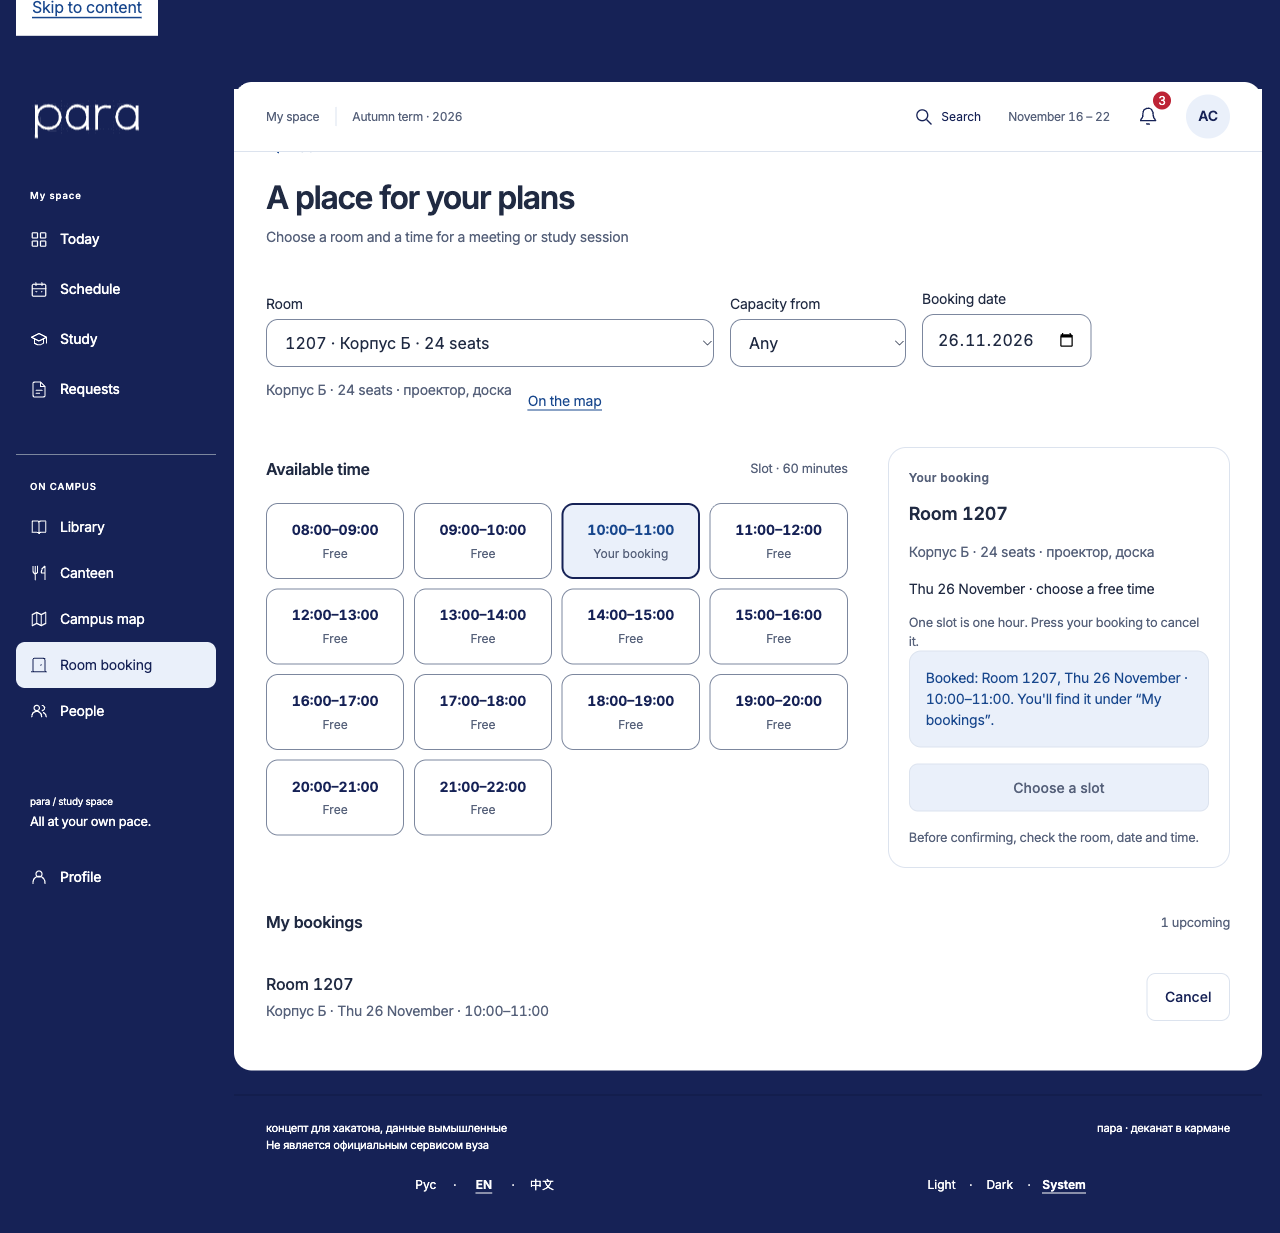 Skip to content
para
My space
Today
Schedule
Study
Requests
ON CAMPUS
Library
Canteen
Campus map
Room booking
People
para / study space
All at your own pace.
Profile
My space
Autumn term · 2026
Search
November 16 – 22
3
AC
A place for your plans
Choose a room and a time for a meeting or study session
Room
Capacity from
Booking date
1207 · Корпус Б · 24 seats
Any
26.11.2026
Корпус Б · 24 seats · проектор, доска
On the map
Available time
Slot · 60 minutes
08:00–09:00
Free
09:00–10:00
Free
10:00–11:00
Your booking
11:00–12:00
Free
12:00–13:00
Free
13:00–14:00
Free
14:00–15:00
Free
15:00–16:00
Free
16:00–17:00
Free
17:00–18:00
Free
18:00–19:00
Free
19:00–20:00
Free
20:00–21:00
Free
21:00–22:00
Free
Your booking
Room 1207
Корпус Б · 24 seats · проектор, доска
Thu 26 November · choose a free time
One slot is one hour. Press your booking to cancel
it.
Booked: Room 1207, Thu 26 November ·
10:00–11:00. You'll find it under “My
bookings”.
Choose a slot
Before confirming, check the room, date and time.
My bookings
1 upcoming
Room 1207
Корпус Б · Thu 26 November · 10:00–11:00
Cancel
концепт для хакатона, данные вымышленные
Не является официальным сервисом вуза
пара · деканат в кармане
Рус · EN · 中文
Light · Dark · System